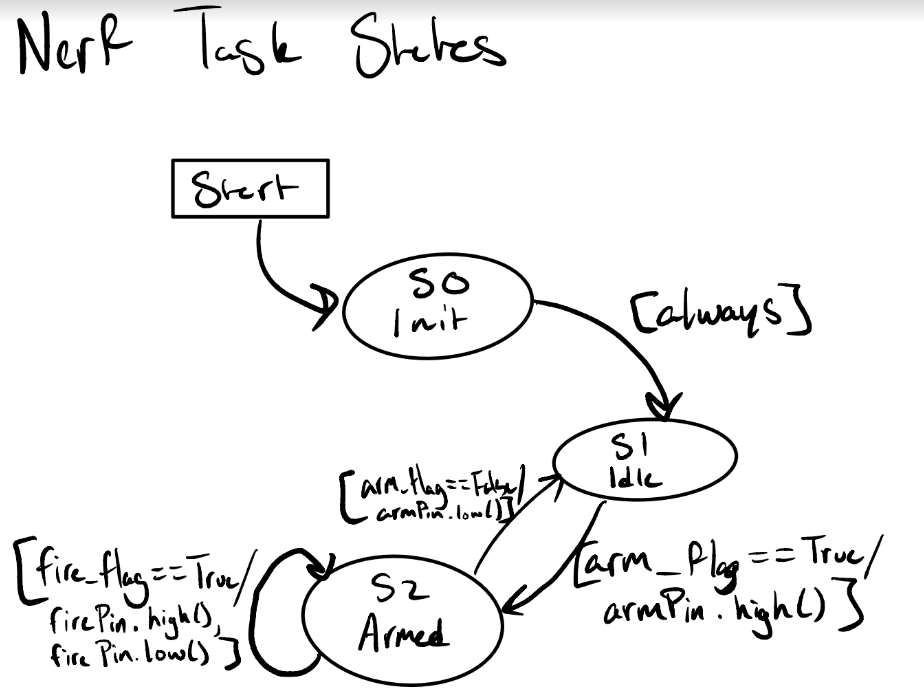 Nerf Task States
Start
S0
Init
[always]
S1
Idle
[arm_flag==False/
armPin.low()]
[arm_flag==True/
armPin.high()]
[fire_flag==True/
firePin.high(),
firePin.low()]
S2
Armed